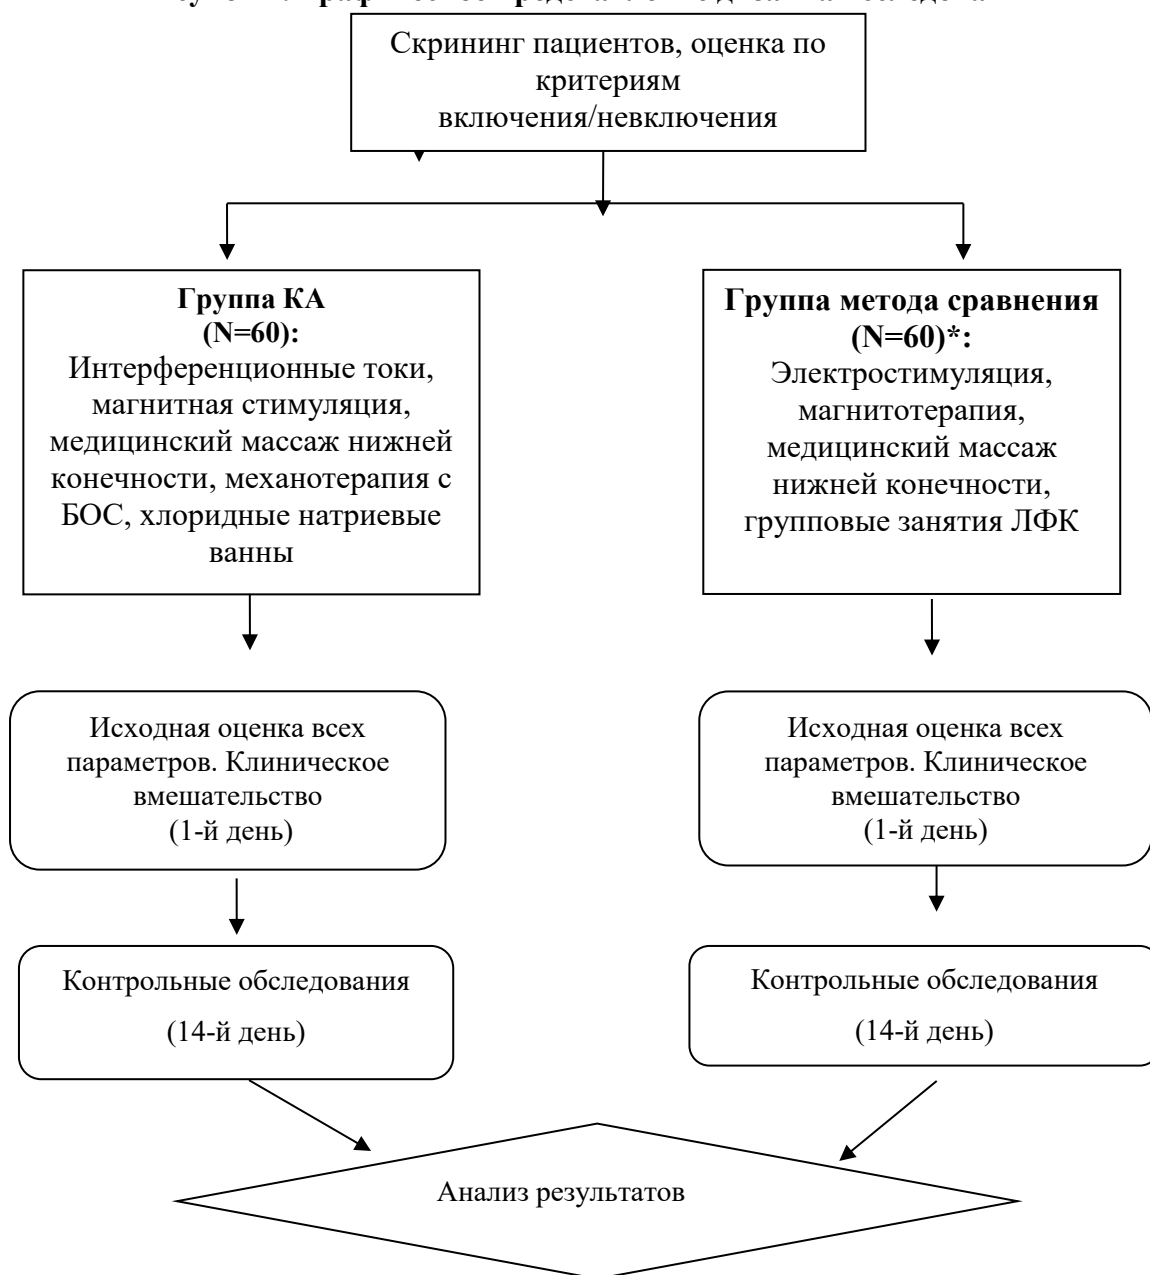 Скрининг пациентов, оценка по
критериям
включения/невключения
Группа КА
(N=60):
Интерференционные токи,
магнитная стимуляция,
медицинский массаж нижней
конечности, механотерапия с
БОС, хлоридные натриевые
ванны
Группа метода сравнения
(N=60)*:
Электростимуляция,
магнитотерапия,
медицинский массаж
нижней конечности,
групповые занятия ЛФК
Исходная оценка всех
параметров. Клиническое
вмешательство
(1-й день)
Исходная оценка всех
параметров. Клиническое
вмешательство
(1-й день)
Контрольные обследования
(14-й день)
Контрольные обследования
(14-й день)
Анализ результатов